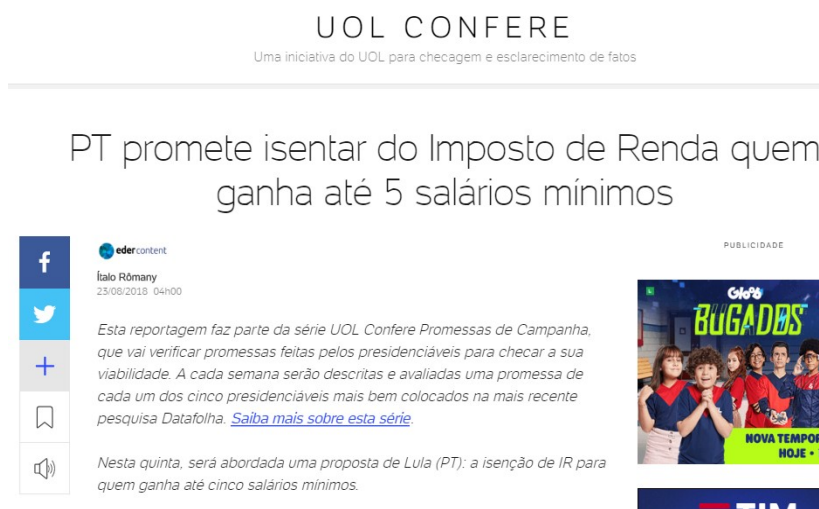 UOL CONFERE
Uma iniciativa do UOL para checagem e esclarecimento de fatos
PT promete isentar do Imposto de Renda quem
ganha até 5 salários mínimos
edercontent
Ítalo Rômany
23/08/2018 04h00
Esta reportagem faz parte da série UOL Confere Promessas de Campanha,
que vai verificar promessas feitas pelos presidenciáveis para checar a sua
viabilidade. A cada semana serão descritas e avaliadas uma promessa de
cada um dos cinco presidenciáveis mais bem colocados na mais recente
pesquisa Datafolha. Saiba mais sobre esta série.
Nesta quinta, será abordada uma proposta de Lula (PT): a isenção de IR para
quem ganha até cinco salários mínimos.
PUBLICIDADE
Gloob
BUGADOS
NOVA TEMPOR
HOJE •
TIM